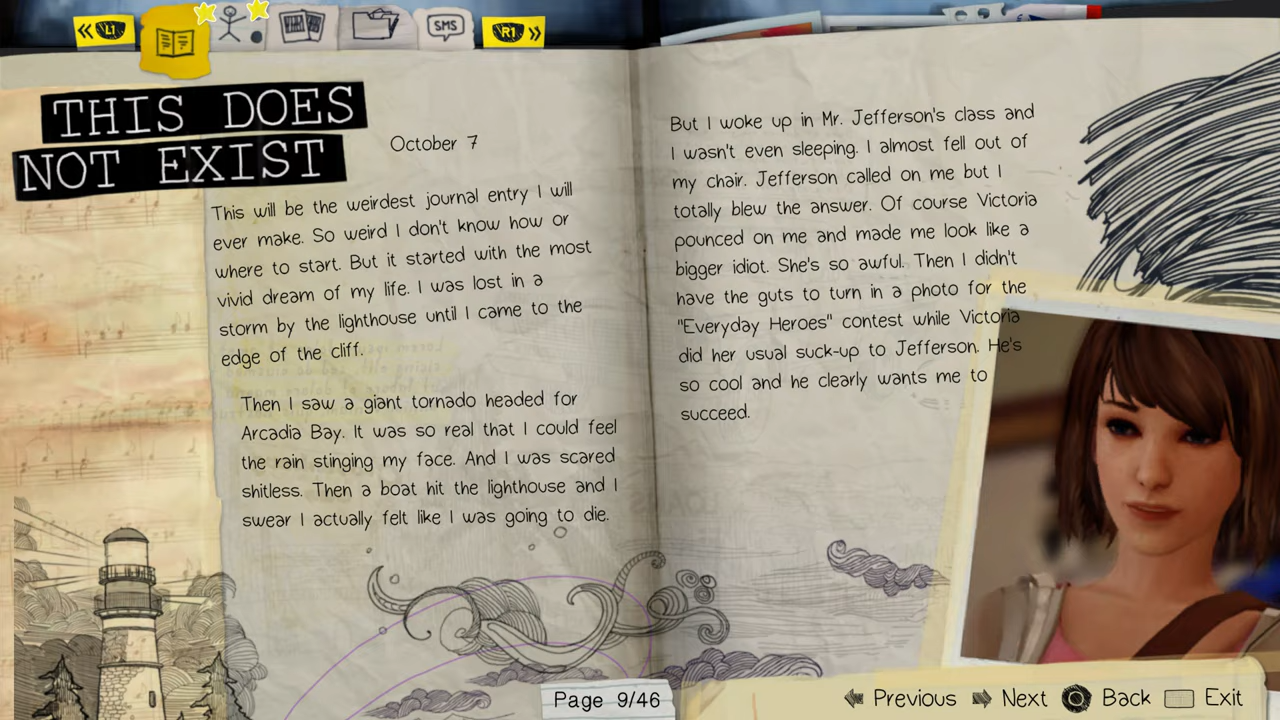 L1
SMS
R1
THIS DOES
NOT EXIST
October 7
This will be the weirdest journal entry I will
ever make. So weird I don't know how or
where to start. But it started with the most
vivid dream of my life. I was lost in a
storm by the lighthouse until I came to the
edge of the cliff.
Then I saw a giant tornado headed for
Arcadia Bay. It was so real that I could feel
the rain stinging my face. And I was scared
shitless. Then a boat hit the lighthouse and I
swear I actually felt like I was going to die.
But I woke up in Mr. Jefferson's class and
I wasn't even sleeping. I almost fell out of
my chair. Jefferson called on me but I
totally blew the answer. Of course Victoria
pounced on me and made me look like a
bigger idiot. She's so awful. Then I didn't
have the guts to turn in a photo for the
"Everyday Heroes" contest while Victoria
did her usual suck-up to Jefferson. He's
so cool and he clearly wants me to
succeed.
Page 9/46
Previous Next Back Exit